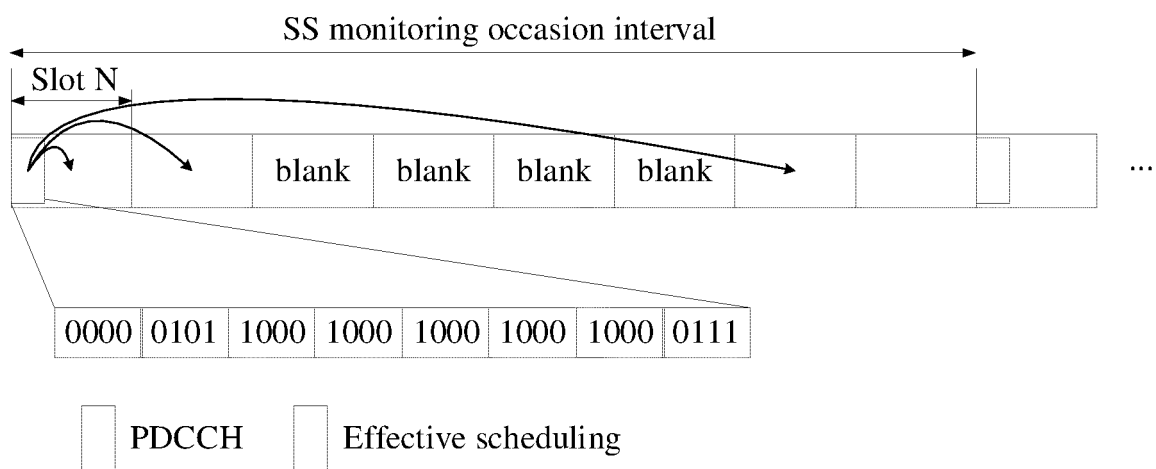 SS monitoring occasion interval
Slot N
blank blank blank blank ...
0000 0101 1000 1000 1000 1000 1000 0111
PDCCH Effective scheduling